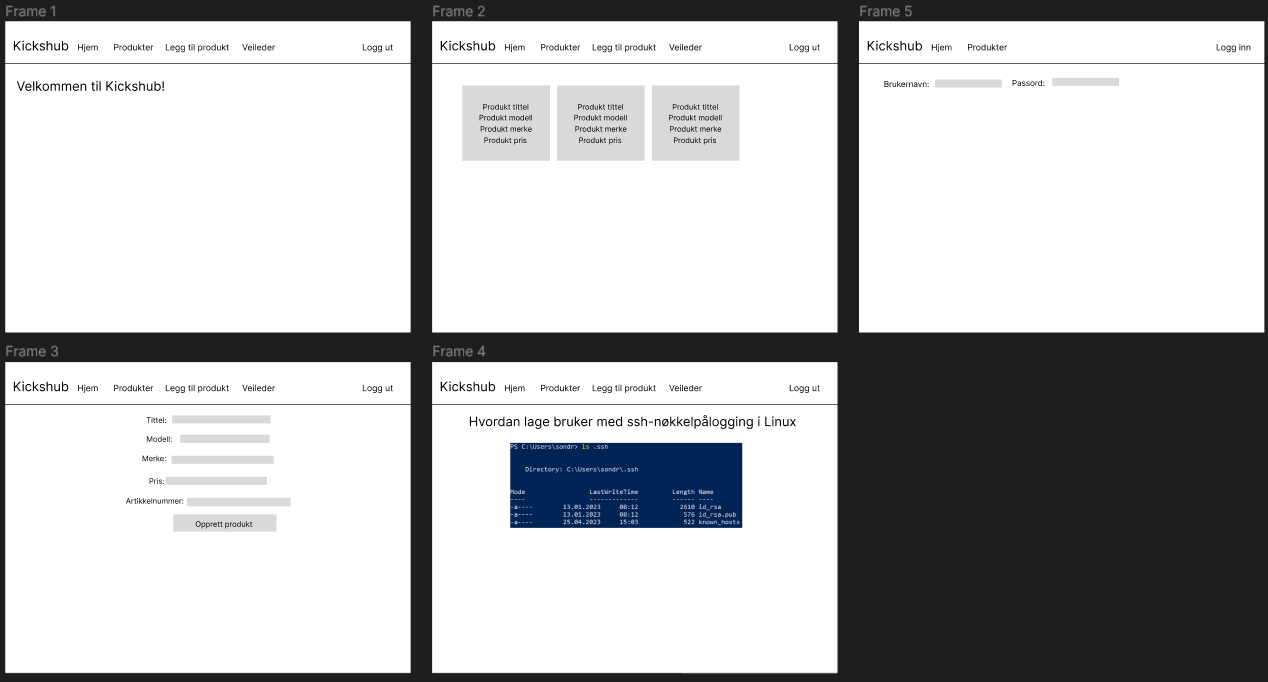 Frame 1
Kickshub Hjem Produkter Legg til produkt Veileder Logg ut
Velkommen til Kickshub!
Frame 2
Kickshub Hjem Produkter Legg til produkt Veileder Logg ut
Produkt tittel Produkt tittel Produkt tittel
Produkt modell Produkt modell Produkt modell
Produkt merke Produkt merke Produkt merke
Produkt pris Produkt pris Produkt pris
Frame 5
Kickshub Hjem Produkter Logg inn
Brukernavn: Passord:
Frame 3
Kickshub Hjem Produkter Legg til produkt Veileder Logg ut
Tittel:
Modell:
Merke:
Pris:
Artikkelnummer:
Opprett produkt
Frame 4
Kickshub Hjem Produkter Legg til produkt Veileder Logg ut
Hvordan lage bruker med ssh-nøkkelpålogging i Linux
PS C:\Users\sondr> ls .ssh
Directory: C:\Users\sondr\.ssh
Mode LastWriteTime Length Name
---- ------------- ------ ----
-a---- 13.01.2023 08:12 2610 id_rsa
-a---- 13.01.2023 08:12 576 id_rsa.pub
-a---- 25.04.2023 15:03 522 known_hosts